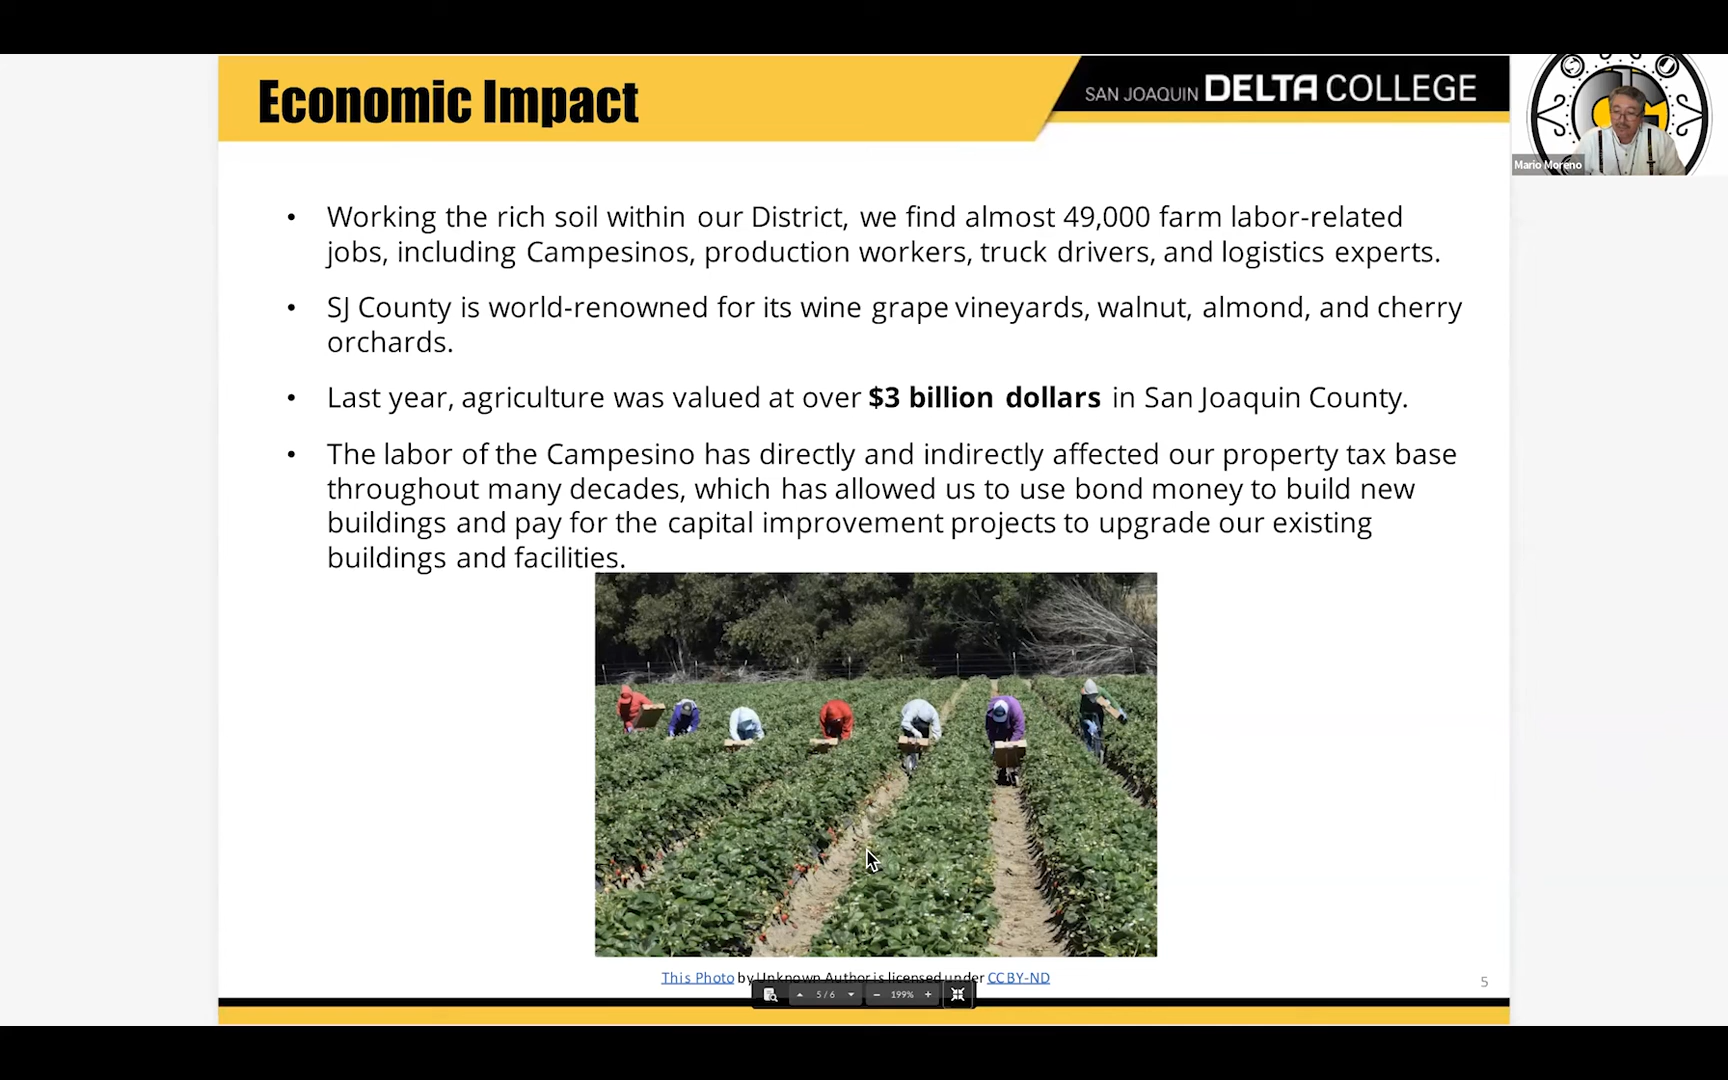 Economic Impact
SAN JOAQUIN DELTA COLLEGE
Mario Moreno
• Working the rich soil within our District, we find almost 49,000 farm labor-related
jobs, including Campesinos, production workers, truck drivers, and logistics experts.
• SJ County is world-renowned for its wine grape vineyards, walnut, almond, and cherry
orchards.
• Last year, agriculture was valued at over $3 billion dollars in San Joaquin County.
• The labor of the Campesino has directly and indirectly affected our property tax base
throughout many decades, which has allowed us to use bond money to build new
buildings and pay for the capital improvement projects to upgrade our existing
buildings and facilities.
This Photo by Unknown Author is licensed under CC BY-ND
5
5 / 6 − 199% +